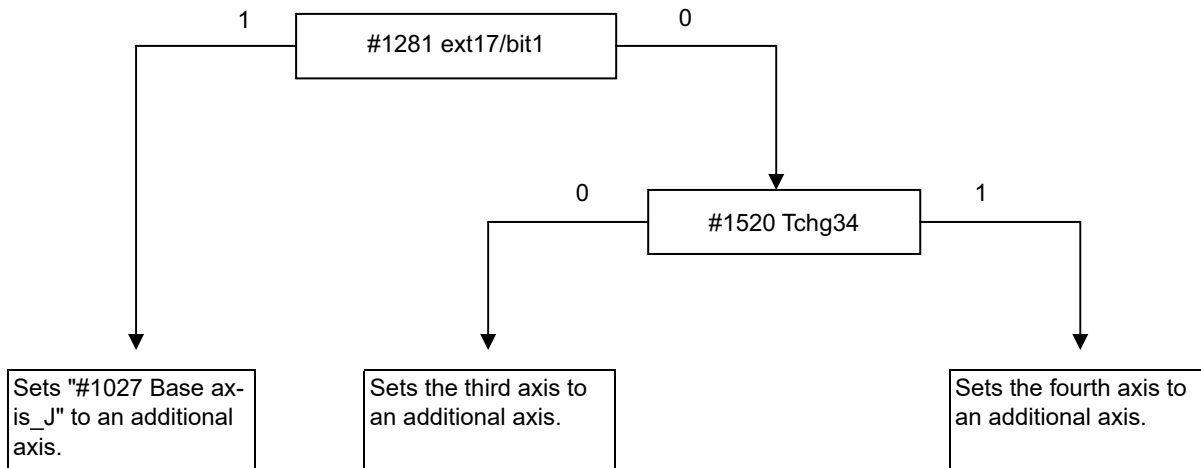 1
#1281 ext17/bit1
0
0
#1520 Tchg34
1
Sets "#1027 Base ax-
is_J" to an additional
axis.
Sets the third axis to
an additional axis.
Sets the fourth axis to
an additional axis.